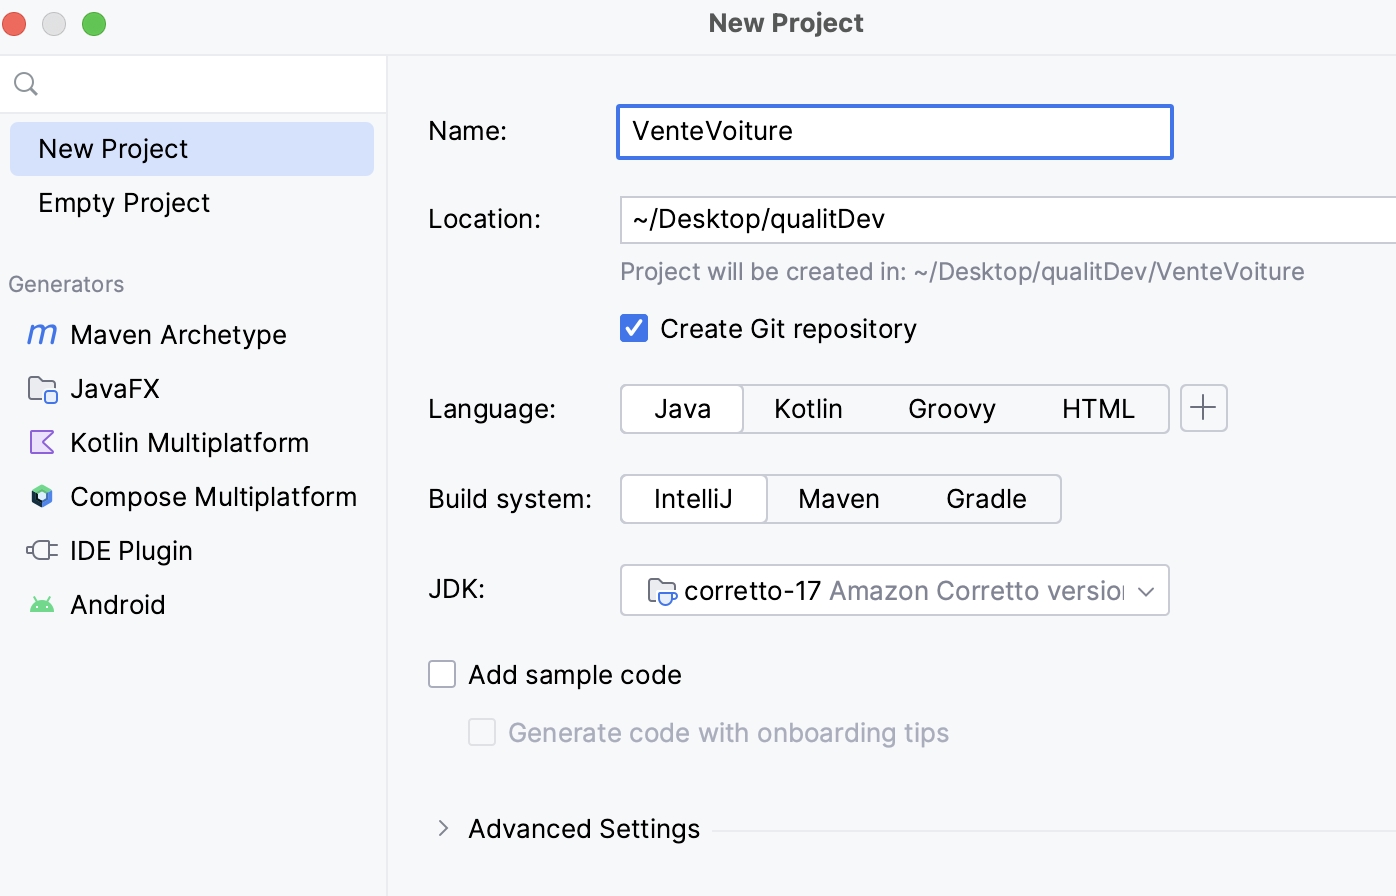 New Project
New Project
Empty Project
Generators
Maven Archetype
JavaFX
Kotlin Multiplatform
Compose Multiplatform
IDE Plugin
Android
Name: VenteVoiture
Location: ~/Desktop/qualitDev
Project will be created in: ~/Desktop/qualitDev/VenteVoiture
Create Git repository
Language: Java Kotlin Groovy HTML
Build system: IntelliJ Maven Gradle
JDK: corretto-17 Amazon Corretto version
Add sample code
Generate code with onboarding tips
Advanced Settings